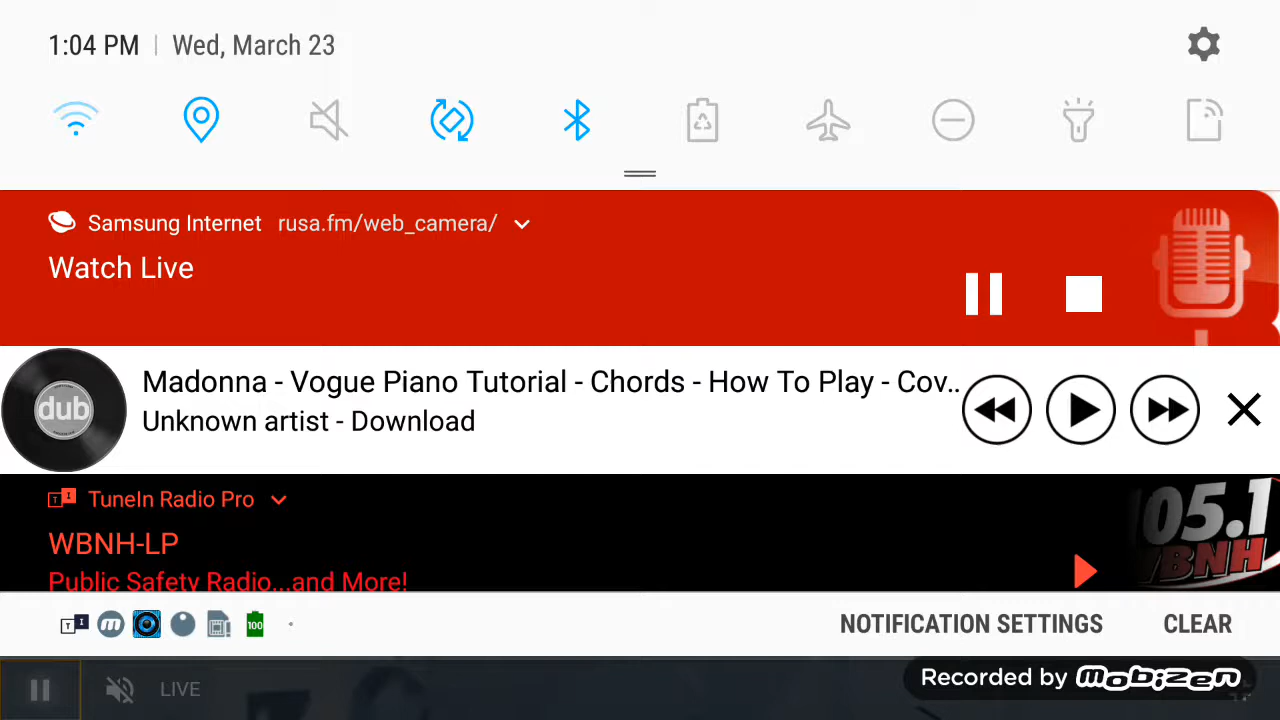 1:04 PM | Wed, March 23
Samsung Internet rusa.fm/web_camera/
Watch Live
dub
Madonna - Vogue Piano Tutorial - Chords - How To Play - Cov..
Unknown artist - Download
T I TuneIn Radio Pro
WBNH-LP
Public Safety Radio...and More!
105.1
WBNH
T I m 100
NOTIFICATION SETTINGS CLEAR
LIVE
Recorded by mobizen